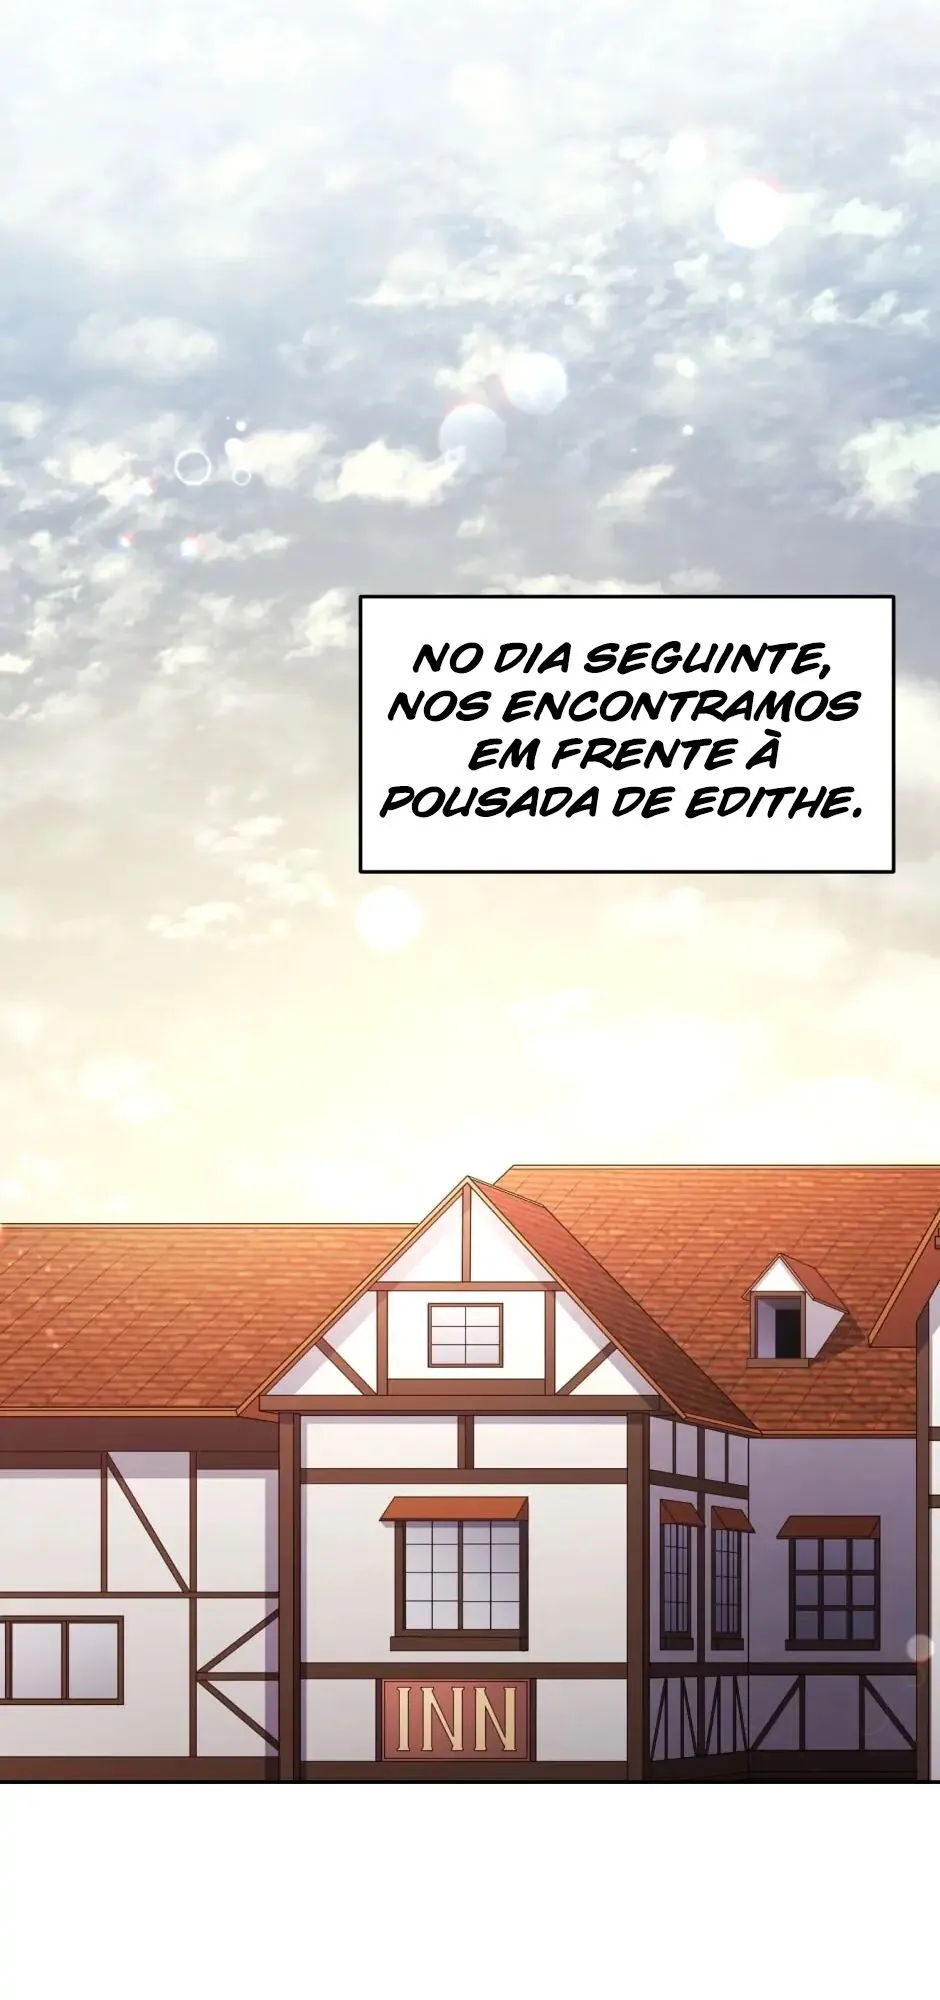 NO DIA SEGUINTE,
NOS ENCONTRAMOS
EM FRENTE À
POUSADA DE EDITHE.
INN